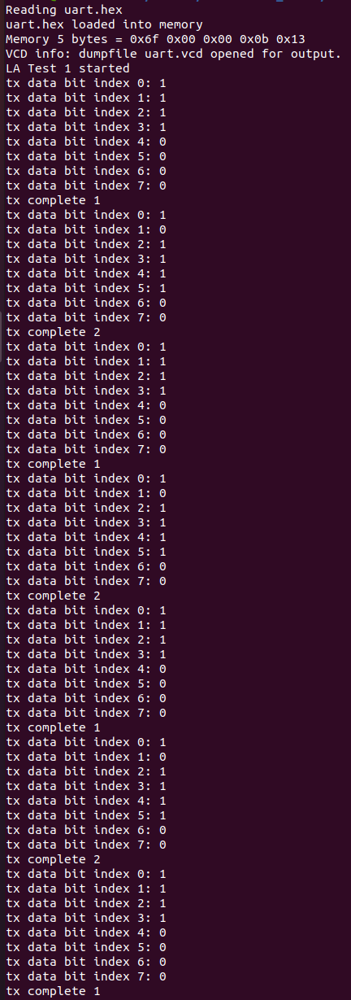 Reading uart.hex
uart.hex loaded into memory
Memory 5 bytes = 0x6f 0x00 0x00 0x0b 0x13
VCD info: dumpfile uart.vcd opened for output.
LA Test 1 started
tx data bit index 0: 1
tx data bit index 1: 1
tx data bit index 2: 1
tx data bit index 3: 1
tx data bit index 4: 0
tx data bit index 5: 0
tx data bit index 6: 0
tx data bit index 7: 0
tx complete 1
tx data bit index 0: 1
tx data bit index 1: 0
tx data bit index 2: 1
tx data bit index 3: 1
tx data bit index 4: 1
tx data bit index 5: 1
tx data bit index 6: 0
tx data bit index 7: 0
tx complete 2
tx data bit index 0: 1
tx data bit index 1: 1
tx data bit index 2: 1
tx data bit index 3: 1
tx data bit index 4: 0
tx data bit index 5: 0
tx data bit index 6: 0
tx data bit index 7: 0
tx complete 1
tx data bit index 0: 1
tx data bit index 1: 0
tx data bit index 2: 1
tx data bit index 3: 1
tx data bit index 4: 1
tx data bit index 5: 1
tx data bit index 6: 0
tx data bit index 7: 0
tx complete 2
tx data bit index 0: 1
tx data bit index 1: 1
tx data bit index 2: 1
tx data bit index 3: 1
tx data bit index 4: 0
tx data bit index 5: 0
tx data bit index 6: 0
tx data bit index 7: 0
tx complete 1
tx data bit index 0: 1
tx data bit index 1: 0
tx data bit index 2: 1
tx data bit index 3: 1
tx data bit index 4: 1
tx data bit index 5: 1
tx data bit index 6: 0
tx data bit index 7: 0
tx complete 2
tx data bit index 0: 1
tx data bit index 1: 1
tx data bit index 2: 1
tx data bit index 3: 1
tx data bit index 4: 0
tx data bit index 5: 0
tx data bit index 6: 0
tx data bit index 7: 0
tx complete 1